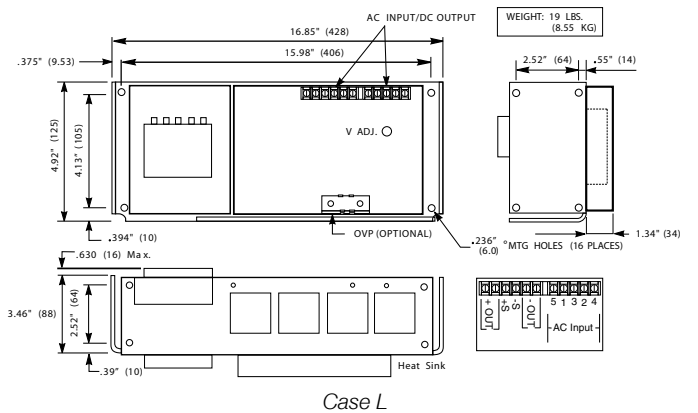 16.85" (428)
AC INPUT/DC OUTPUT
WEIGHT: 19 LBS.
(8.55 KG)
.375" (9.53)
15.98" (406)
2.52" (64)
.55" (14)
4.92" (125)
4.13" (105)
V ADJ.
.394" (10)
OVP (OPTIONAL)
.236"
(6.0)
° MTG HOLES (16 PLACES)
1.34" (34)
.630 (16) Max.
3.46" (88)
2.52" (64)
.39" (10)
Heat Sink
+ OUT
+S
-S
- OUT
5 1 3 2 4
AC Input
Case L